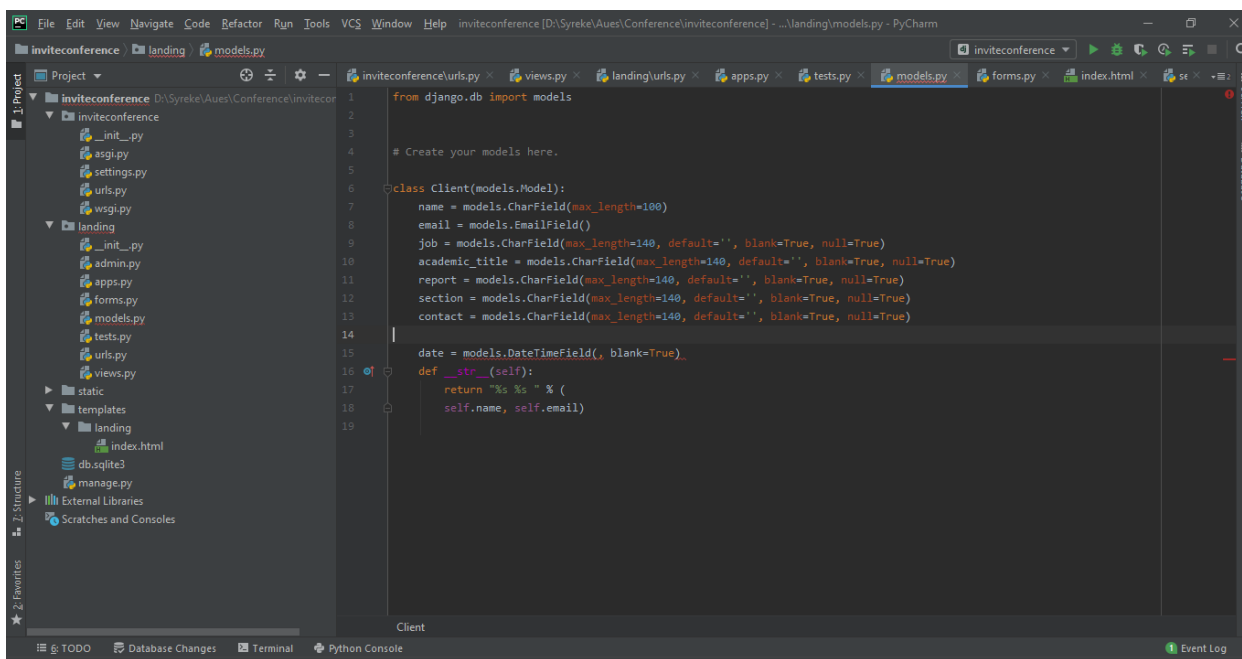 PC File Edit View Navigate Code Refactor Run Tools VCS Window Help inviteconference [D:\Syreke\Aues\Conference\inviteconference] - ...\landing\models.py - PyCharm
inviteconference landing models.py inviteconference
Project inviteconference\urls.py views.py landing\urls.py apps.py tests.py models.py forms.py index.html se
1: Project
inviteconference D:\Syreke\Aues\Conference\invitecor
inviteconference
__init__.py
asgi.py
settings.py
urls.py
wsgi.py
landing
__init__.py
admin.py
apps.py
forms.py
models.py
tests.py
urls.py
views.py
static
templates
landing
index.html
db.sqlite3
manage.py
External Libraries
Scratches and Consoles
1 from django.db import models
2
3
4 # Create your models here.
5
6 class Client(models.Model):
7 name = models.CharField(max_length=100)
8 email = models.EmailField()
9 job = models.CharField(max_length=140, default='', blank=True, null=True)
10 academic_title = models.CharField(max_length=140, default='', blank=True, null=True)
11 report = models.CharField(max_length=140, default='', blank=True, null=True)
12 section = models.CharField(max_length=140, default='', blank=True, null=True)
13 contact = models.CharField(max_length=140, default='', blank=True, null=True)
14
15 date = models.DateTimeField(, blank=True)
16 def __str__(self):
17 return "%s %s " % (
18 self.name, self.email)
19
Client
7: Structure
2: Favorites
6: TODO Database Changes Terminal Python Console 1 Event Log